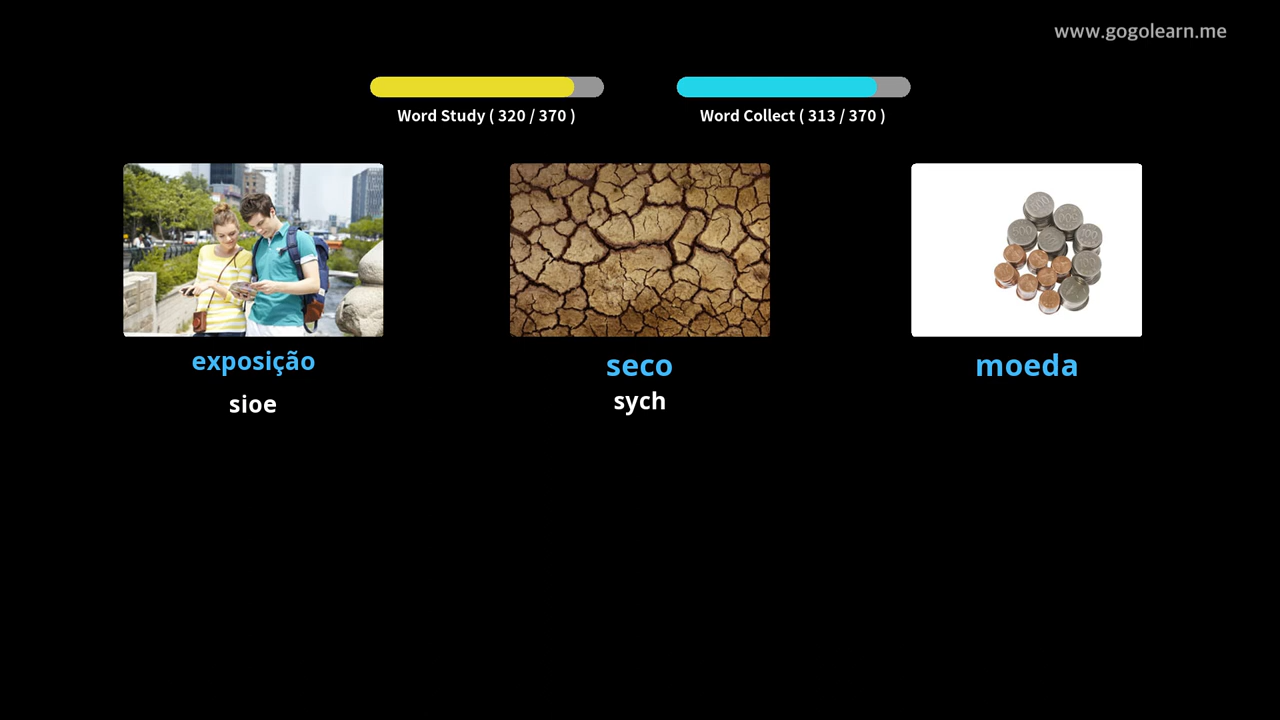 www.gogolearn.me
Word Study ( 320 / 370 )
Word Collect ( 313 / 370 )
exposição
sioe
seco
sych
moeda